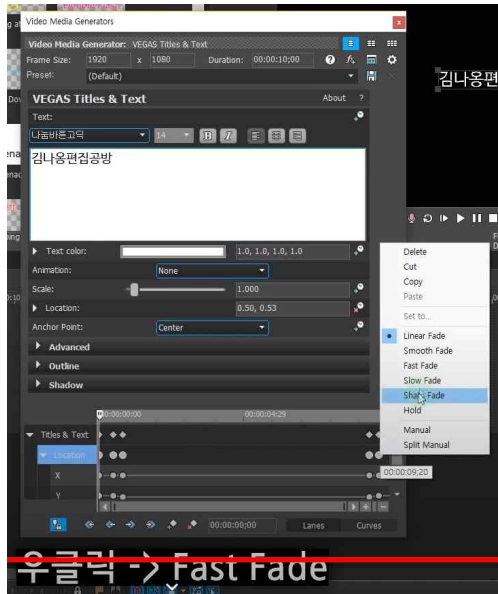 Video Media Generators
Video Media Generator: VEGAS Titles & Text
Frame Size: 1920 x 1080 Duration: 00:00:10;00
Preset: (Default)
VEGAS Titles & Text About ?
Text:
나눔바른고딕 14 B I
김나옹편집공방
김나옹편
Text color: 1.0, 1.0, 1.0, 1.0
Animation: None
Scale: 1.000
Location: 0.50, 0.53
Anchor Point: Center
Advanced
Outline
Shadow
Delete
Cut
Copy
Paste
Set to...
Linear Fade
Smooth Fade
Fast Fade
Slow Fade
Sharp Fade
Hold
Manual
Split Manual
00:00:00:00 00:00:04:29
Titles & Text
Location
X
Y
00:00:09;20
00:00:00;00 Lanes Curves
우클릭 -> Fast Fade